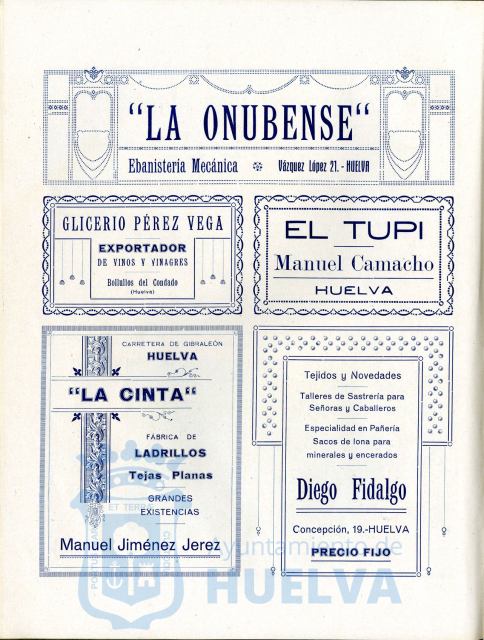 "LA ONUBENSE"
Ebanistería Mecánica Vázquez López 21. - HUELVA
GLICERIO PÉREZ VEGA
EXPORTADOR
DE VINOS Y VINAGRES
Bollullos del Condado
(Huelva)
EL TUPI
Manuel Camacho
HUELVA
CARRETERA DE GIBRALEÓN
HUELVA
"LA CINTA"
FÁBRICA DE
LADRILLOS
Tejas Planas
GRANDES
EXISTENCIAS
Manuel Jiménez Jerez
Tejidos y Novedades
Talleres de Sastrería para
Señoras y Caballeros
Especialidad en Pañería
Sacos de lona para
minerales y encerados
Diego Fidalgo
Concepción, 19.-HUELVA
PRECIO FIJO
Ayuntamiento de
HUELVA